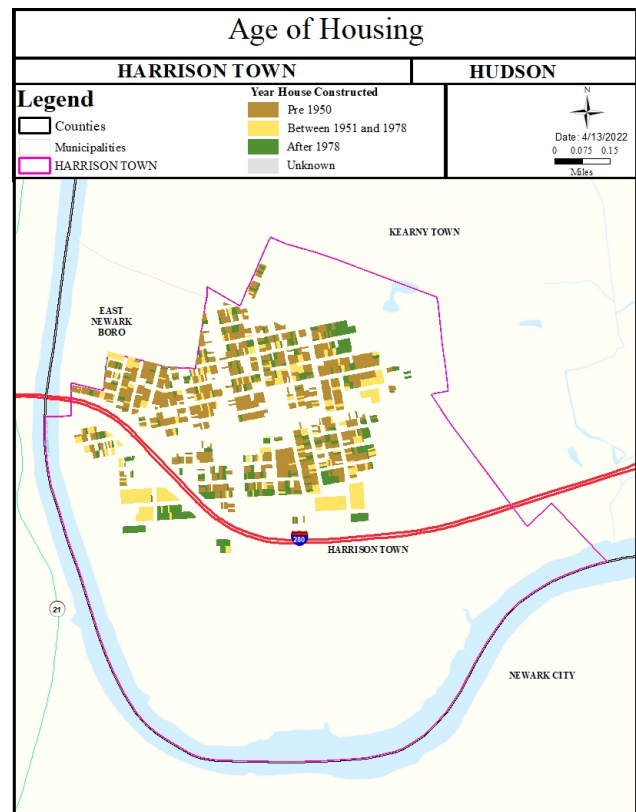 Age of Housing
HARRISON TOWN
HUDSON
Legend
Counties
Municipalities
HARRISON TOWN
Year House Constructed
Pre 1950
Between 1951 and 1978
After 1978
Unknown
N
Date: 4/13/2022
0 0.075 0.15
Miles
KEARNY TOWN
EAST
NEWARK
BORO
280
HARRISON TOWN
21
NEWARK CITY